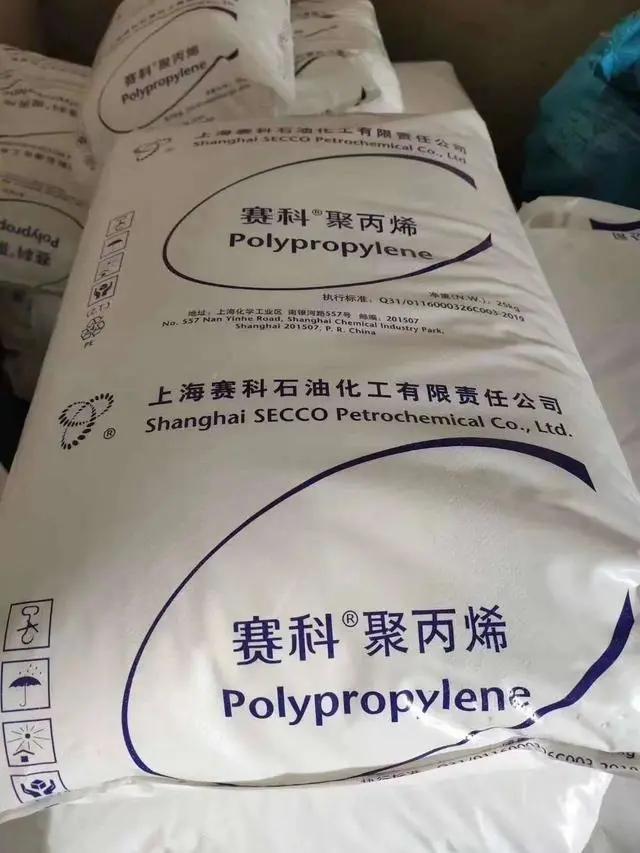 赛科®聚丙烯
Polypropylene
上海赛科石油化工有限责任公司
Shanghai SECCO Petrochemical Co., Ltd
赛科®聚丙烯
Polypropylene
净重(N.W.), 25kg
执行标准: Q31/0116000326C003-2019
地址: 上海化学工业区 南银河路557号 邮编: 201507
No. 557 Nan Yinhe Road, Shanghai Chemical Industry Park.
Shanghai 201507, P. R. China
PE
上海赛科石油化工有限责任公司
®
Shanghai SECCO Petrochemical Co., Ltd.
赛科®聚丙烯
Polypropylene